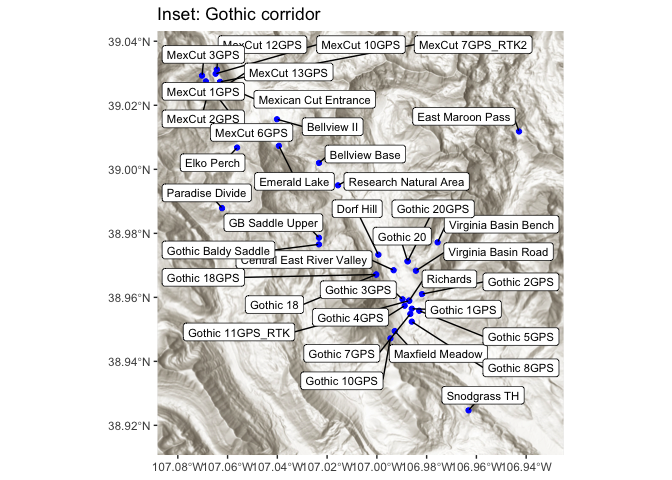 Inset: Gothic corridor
39.04°N
39.02°N
39.00°N
38.98°N
38.96°N
38.94°N
38.92°N
MexCut 12GPS
MexCut 10GPS
MexCut 7GPS_RTK2
MexCut 3GPS
MexCut 13GPS
MexCut 1GPS
Mexican Cut Entrance
MexCut 2GPS
East Maroon Pass
MexCut 6GPS
Bellview II
Elko Perch
Bellview Base
Emerald Lake
Research Natural Area
Paradise Divide
Dorf Hill
Gothic 20GPS
GB Saddle Upper
Virginia Basin Bench
Gothic 20
Gothic Baldy Saddle
Central East River Valley
Virginia Basin Road
Gothic 18GPS
Richards
Gothic 2GPS
Gothic 3GPS
Gothic 18
Gothic 4GPS
Gothic 1GPS
Gothic 11GPS_RTK
Gothic 5GPS
Gothic 7GPS
Maxfield Meadow
Gothic 8GPS
Gothic 10GPS
Snodgrass TH
107.08°W
107.06°W
107.04°W
107.02°W
107.00°W
106.98°W
106.96°W
106.94°W